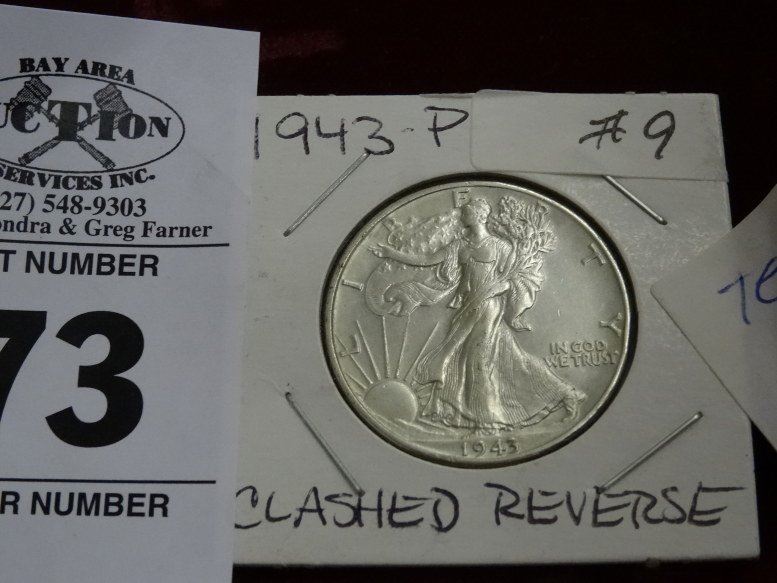 BAY AREA
UCTION
SERVICES INC-
27) 548-9303
ondra & Greg Farner
T NUMBER
73
R NUMBER
1943-P #9
LIBERTY
IN GOD
WE TRUST
1943
CLASHED REVERSE